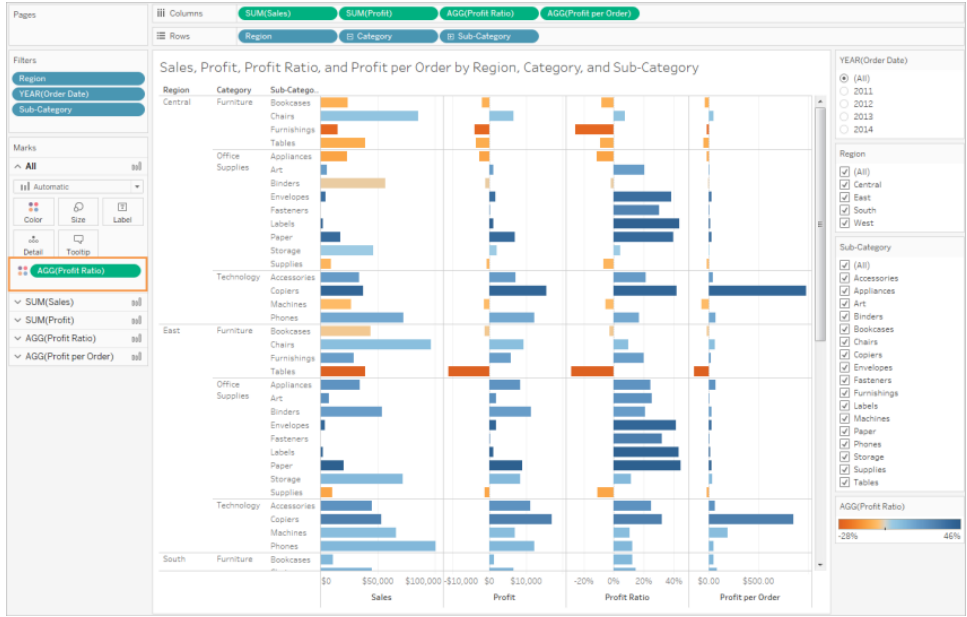 Pages
Columns SUM(Sales) SUM(Profit) AGG(Profit Ratio) AGG(Profit per Order)
Rows Region Category Sub-Category
Filters
Region
YEAR(Order Date)
Sub-Category
Marks
All
Automatic
Color Size Label
Detail Tooltip
AGG(Profit Ratio)
SUM(Sales)
SUM(Profit)
AGG(Profit Ratio)
AGG(Profit per Order)
Sales, Profit, Profit Ratio, and Profit per Order by Region, Category, and Sub-Category
Region Category Sub-Catego..
Central Furniture Bookcases
Chairs
Furnishings
Tables
Office Supplies Appliances
Art
Binders
Envelopes
Fasteners
Labels
Paper
Storage
Supplies
Technology Accessories
Copiers
Machines
Phones
East Furniture Bookcases
Chairs
Furnishings
Tables
Office Supplies Appliances
Art
Binders
Envelopes
Fasteners
Labels
Paper
Storage
Supplies
Technology Accessories
Copiers
Machines
Phones
South Furniture Bookcases
$0 $50,000 $100,000 -$10,000 $0 $10,000 -20% 0% 20% 40% $0.00 $500.00
Sales Profit Profit Ratio Profit per Order
YEAR(Order Date)
(All)
2011
2012
2013
2014
Region
(All)
Central
East
South
West
Sub-Category
(All)
Accessories
Appliances
Art
Binders
Bookcases
Chairs
Copiers
Envelopes
Fasteners
Furnishings
Labels
Machines
Paper
Phones
Storage
Supplies
Tables
AGG(Profit Ratio)
-28% 46%